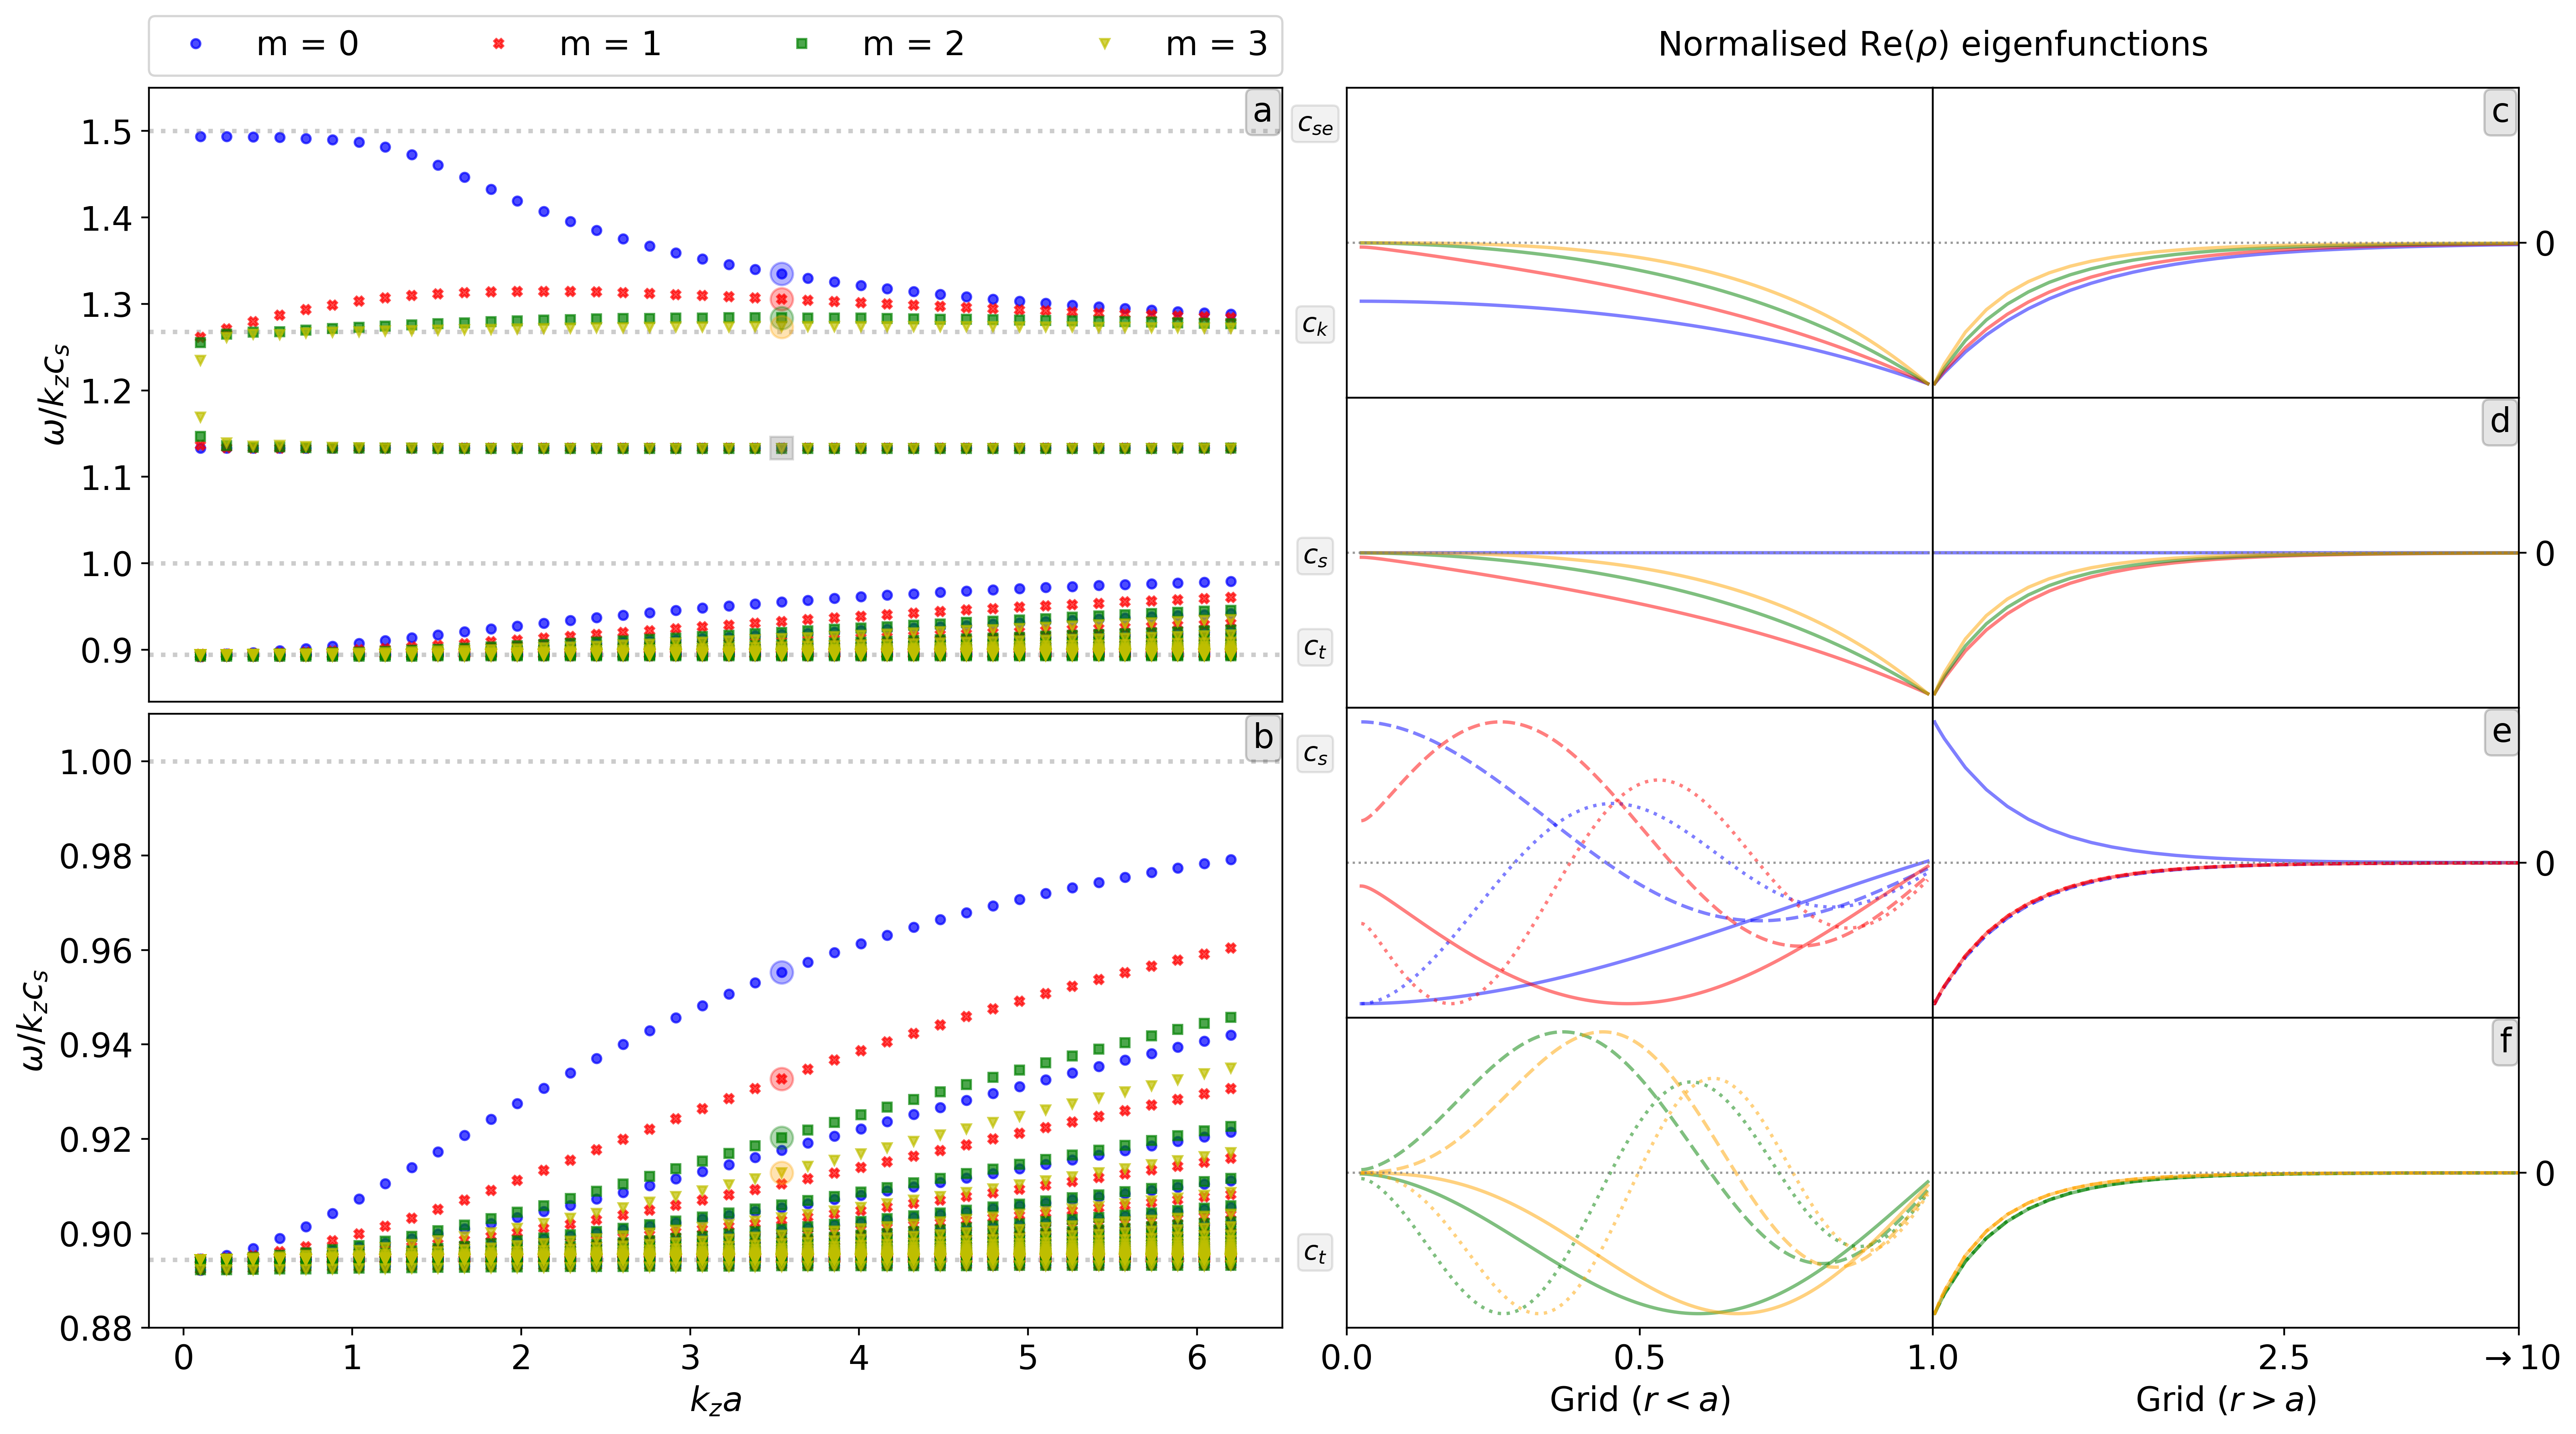 m = 0 m = 1 m = 2 m = 3
Normalised Re(ρ) eigenfunctions
a
1.5
1.4
1.3
1.2
1.1
1.0
0.9
ω/k_z c_s
c_se
c_k
c_s
c_t
b
1.00
0.98
0.96
0.94
0.92
0.90
0.88
ω/k_z c_s
c_s
c_t
0 1 2 3 4 5 6
k_z a
c
0
d
0
e
0
f
0
0.0 0.5 1.0 2.5 →10
Grid (r < a) Grid (r > a)